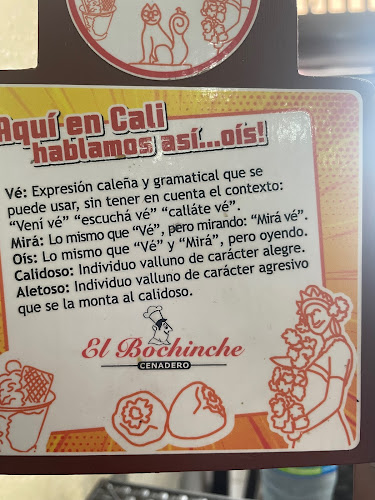 Aquí en Cali
hablamos así...oís!
Vé: Expresión caleña y gramatical que se
puede usar, sin tener en cuenta el contexto:
"Vení vé" "escuchá vé" "calláte vé".
Mirá: Lo mismo que "Vé", pero mirando: "Mirá vé".
Oís: Lo mismo que "Vé" y "Mirá", pero oyendo.
Calidoso: Individuo valluno de carácter alegre.
Aletoso: Individuo valluno de carácter agresivo
que se la monta al calidoso.
El Bochinche
CENADERO